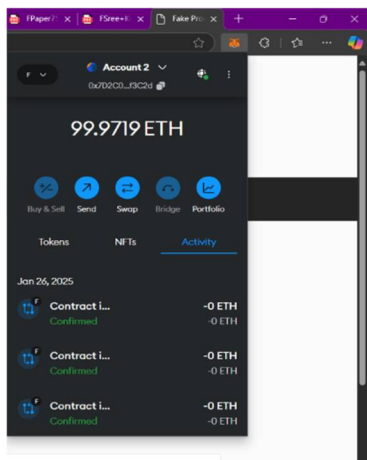 FPaper7
FSree+K
Fake Pro
F
Account 2
0x7D2C0...f3C2d
99.9719 ETH
Buy & Sell Send Swap Bridge Portfolio
Tokens NFTs Activity
Jan 26, 2025
F
Contract i... -0 ETH
Confirmed -0 ETH
F
Contract i... -0 ETH
Confirmed -0 ETH
F
Contract i... -0 ETH
Confirmed -0 ETH